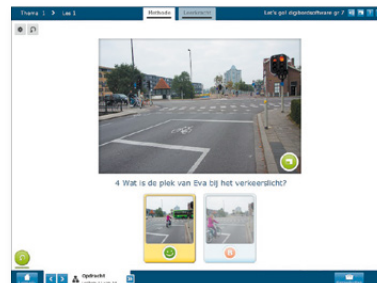 Thema 1 > Les 1
Methode
Leerkracht
Let's go! digibordsoftware gr 7
4 Wat is de plek van Eva bij het verkeerslicht?
Opdracht